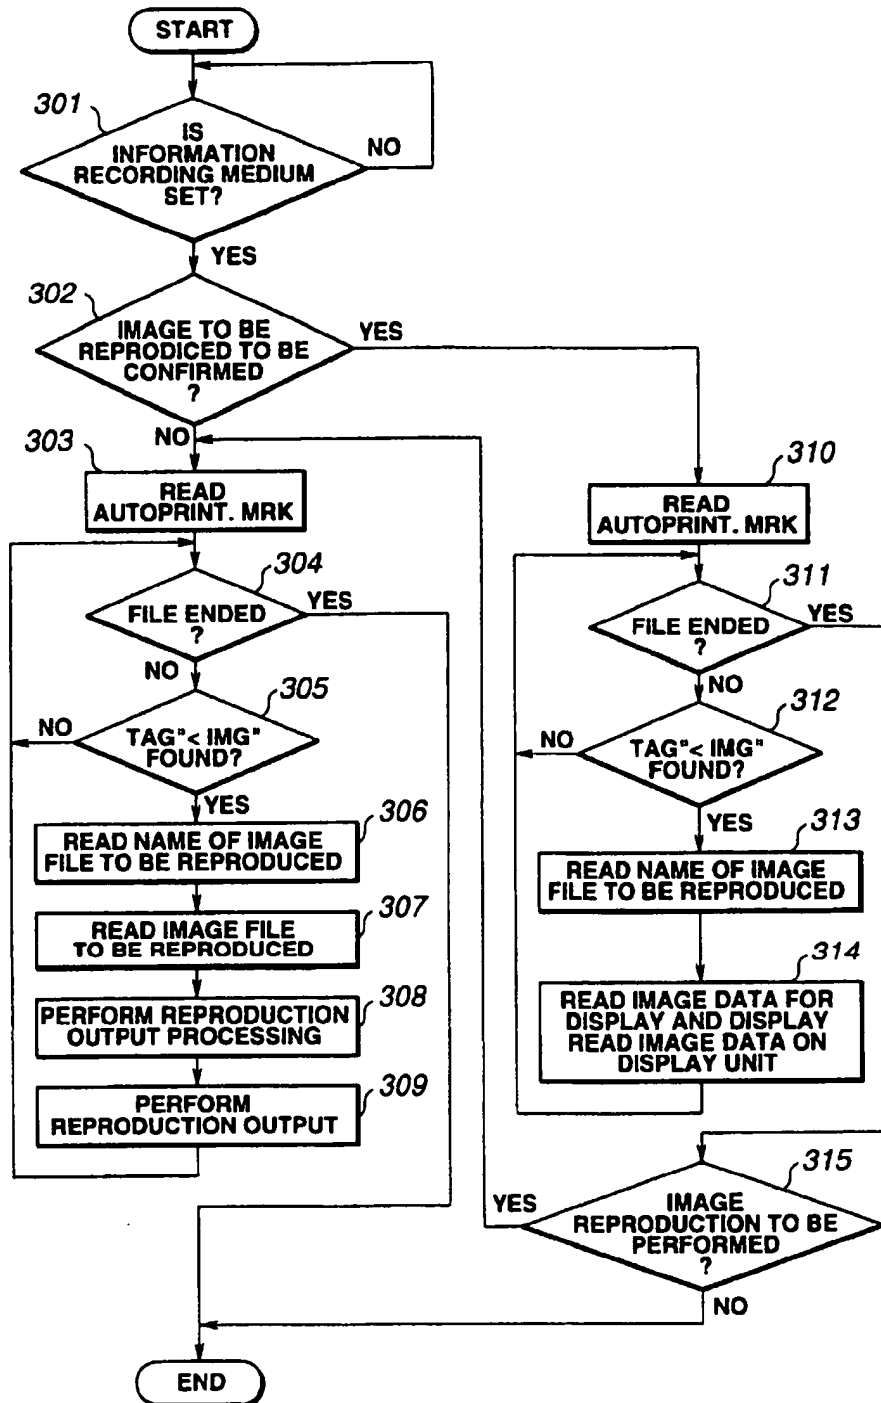 START
301
IS
INFORMATION
RECORDING MEDIUM
SET?
NO
YES
302
IMAGE TO BE
REPRODICED TO BE
CONFIRMED
?
YES
NO
303
READ
AUTOPRINT. MRK
304
FILE ENDED
?
YES
NO
305
TAG"< IMG"
FOUND?
NO
YES
306
READ NAME OF IMAGE
FILE TO BE REPRODUCED
307
READ IMAGE FILE
TO BE REPRODUCED
308
PERFORM REPRODUCTION
OUTPUT PROCESSING
309
PERFORM
REPRODUCTION OUTPUT
310
READ
AUTOPRINT. MRK
311
FILE ENDED
?
YES
NO
312
TAG"< IMG"
FOUND?
NO
YES
313
READ NAME OF IMAGE
FILE TO BE REPRODUCED
314
READ IMAGE DATA FOR
DISPLAY AND DISPLAY
READ IMAGE DATA ON
DISPLAY UNIT
315
IMAGE
REPRODUCTION TO BE
PERFORMED
?
YES
NO
END